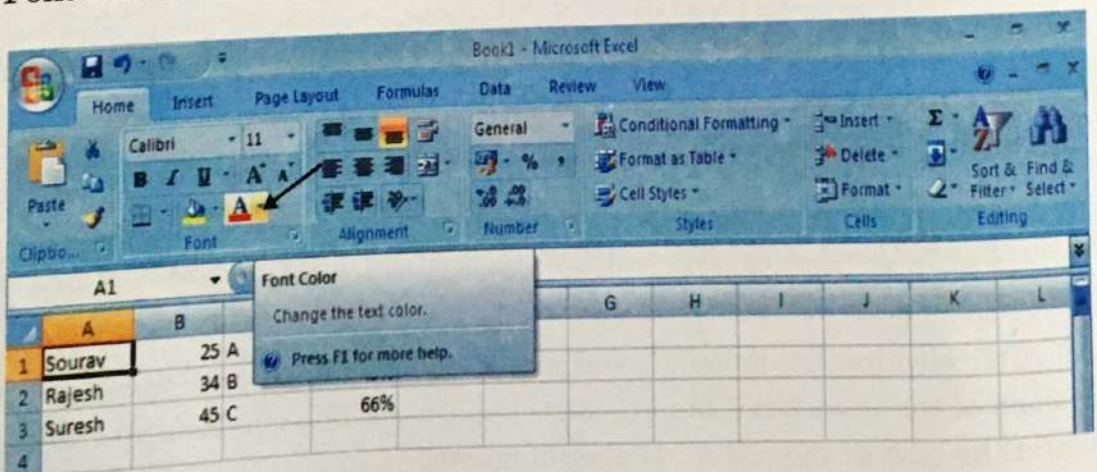 Book1 - Microsoft Excel
Home Insert Page Layout Formulas Data Review View
Calibri 11 General Conditional Formatting Insert Σ
B I U A A % , Format as Table Delete
Paste A .00 .00 Cell Styles Format Sort & Filter Find & Select
Clipbo... Font Alignment Number Styles Cells Editing
A1
Font Color
Change the text color.
Press F1 for more help.
A B G H I J K L
1 Sourav 25 A
2 Rajesh 34 B
3 Suresh 45 C 66%
4